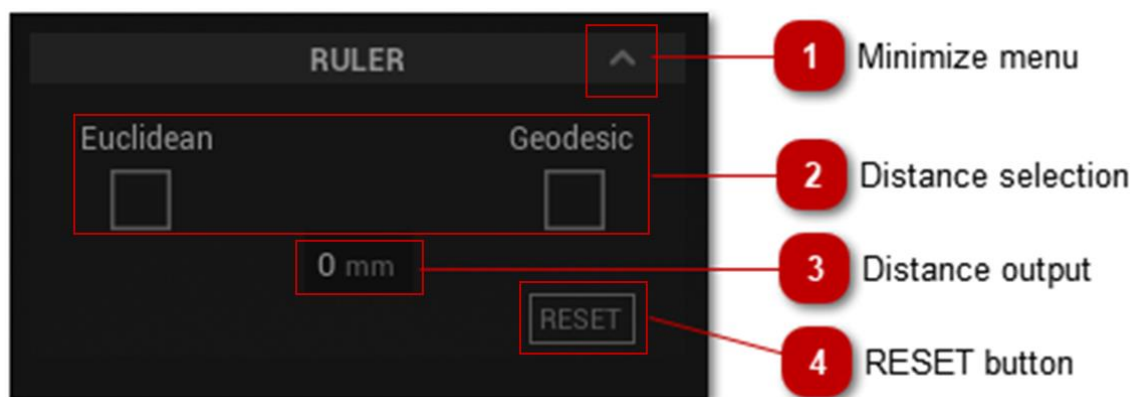 RULER
1 Minimize menu
Euclidean Geodesic
2 Distance selection
0 mm
3 Distance output
RESET
4 RESET button